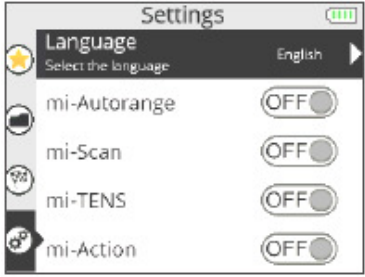 Settings
Language
Select the language
English
mi-Autorange
OFF
mi-Scan
OFF
mi-TENS
OFF
mi-Action
OFF